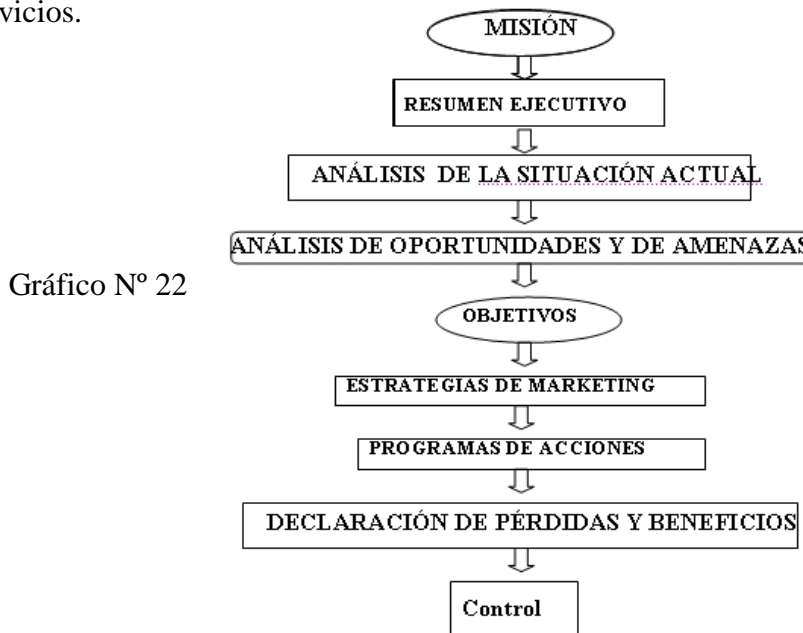 vicios.
MISIÓN
RESUMEN EJECUTIVO
ANÁLISIS DE LA SITUACIÓN ACTUAL
ANÁLISIS DE OPORTUNIDADES Y DE AMENAZAS
Gráfico Nº 22
OBJETIVOS
ESTRATEGIAS DE MARKETING
PROGRAMAS DE ACCIONES
DECLARACIÓN DE PÉRDIDAS Y BENEFICIOS
Control